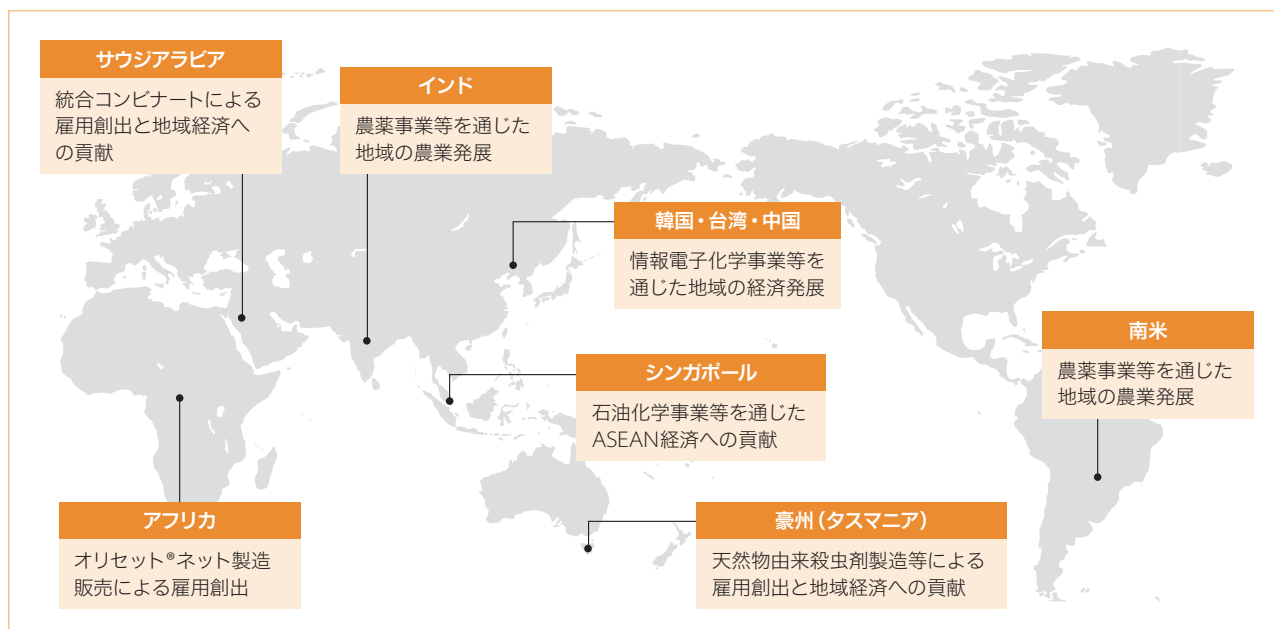 サウジアラビア
統合コンビナートによる
雇用創出と地域経済へ
の貢献
インド
農薬事業等を通じた
地域の農業発展
韓国・台湾・中国
情報電子化学事業等を
通じた地域の経済発展
南米
農薬事業等を通じた
地域の農業発展
シンガポール
石油化学事業等を通じた
ASEAN経済への貢献
アフリカ
オリセット®ネット製造
販売による雇用創出
豪州(タスマニア)
天然物由来殺虫剤製造等による
雇用創出と地域経済への貢献